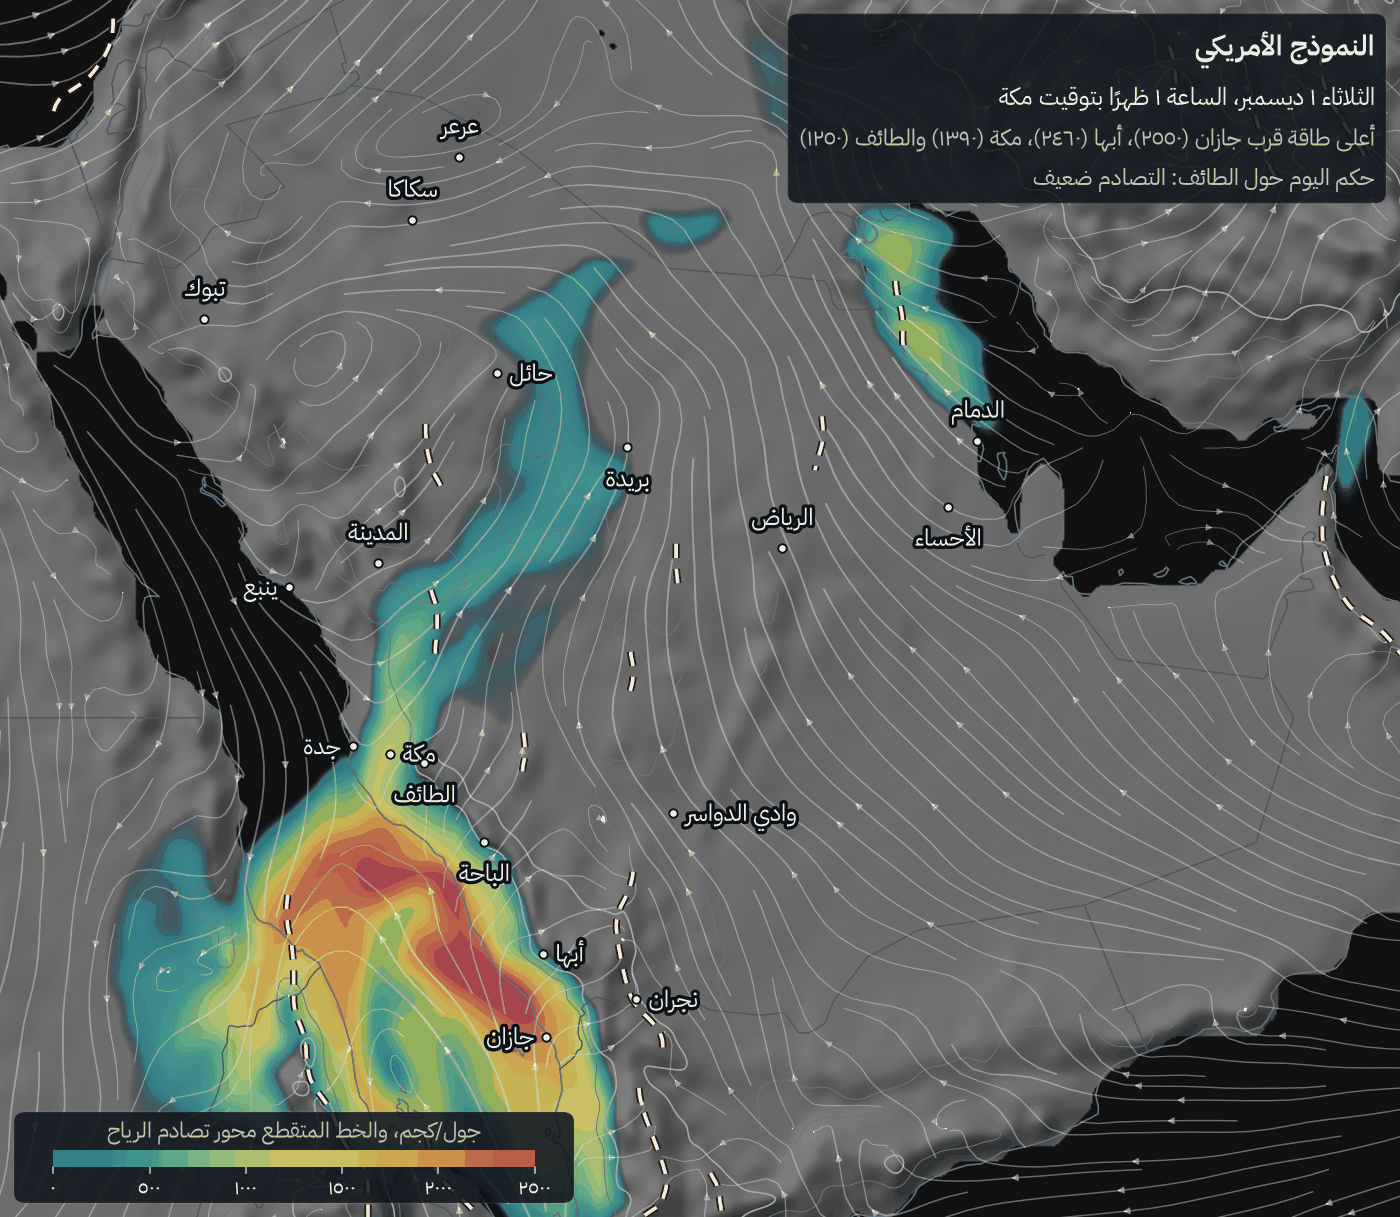 النموذج الأمريكي
الثلاثاء ١ ديسمبر، الساعة ١ ظهرًا بتوقيت مكة
أعلى طاقة قرب جازان (٢٥٥٠)، أبها (٢٤٦٠)، مكة (١٣٩٠) والطائف (١٢٥٠)
حكم اليوم حول الطائف: التصادم ضعيف
عرعر
سكاكا
تبوك
حائل
الدمام
بريدة
الرياض
المدينة
الأحساء
ينبع
جدة
مكة
الطائف
وادي الدواسر
الباحة
أبها
نجران
جازان
جول/كجم، والخط المتقطع محور تصادم الرياح
٠ ٥٠٠ ١٠٠٠ ١٥٠٠ ٢٠٠٠ ٢٥٠٠